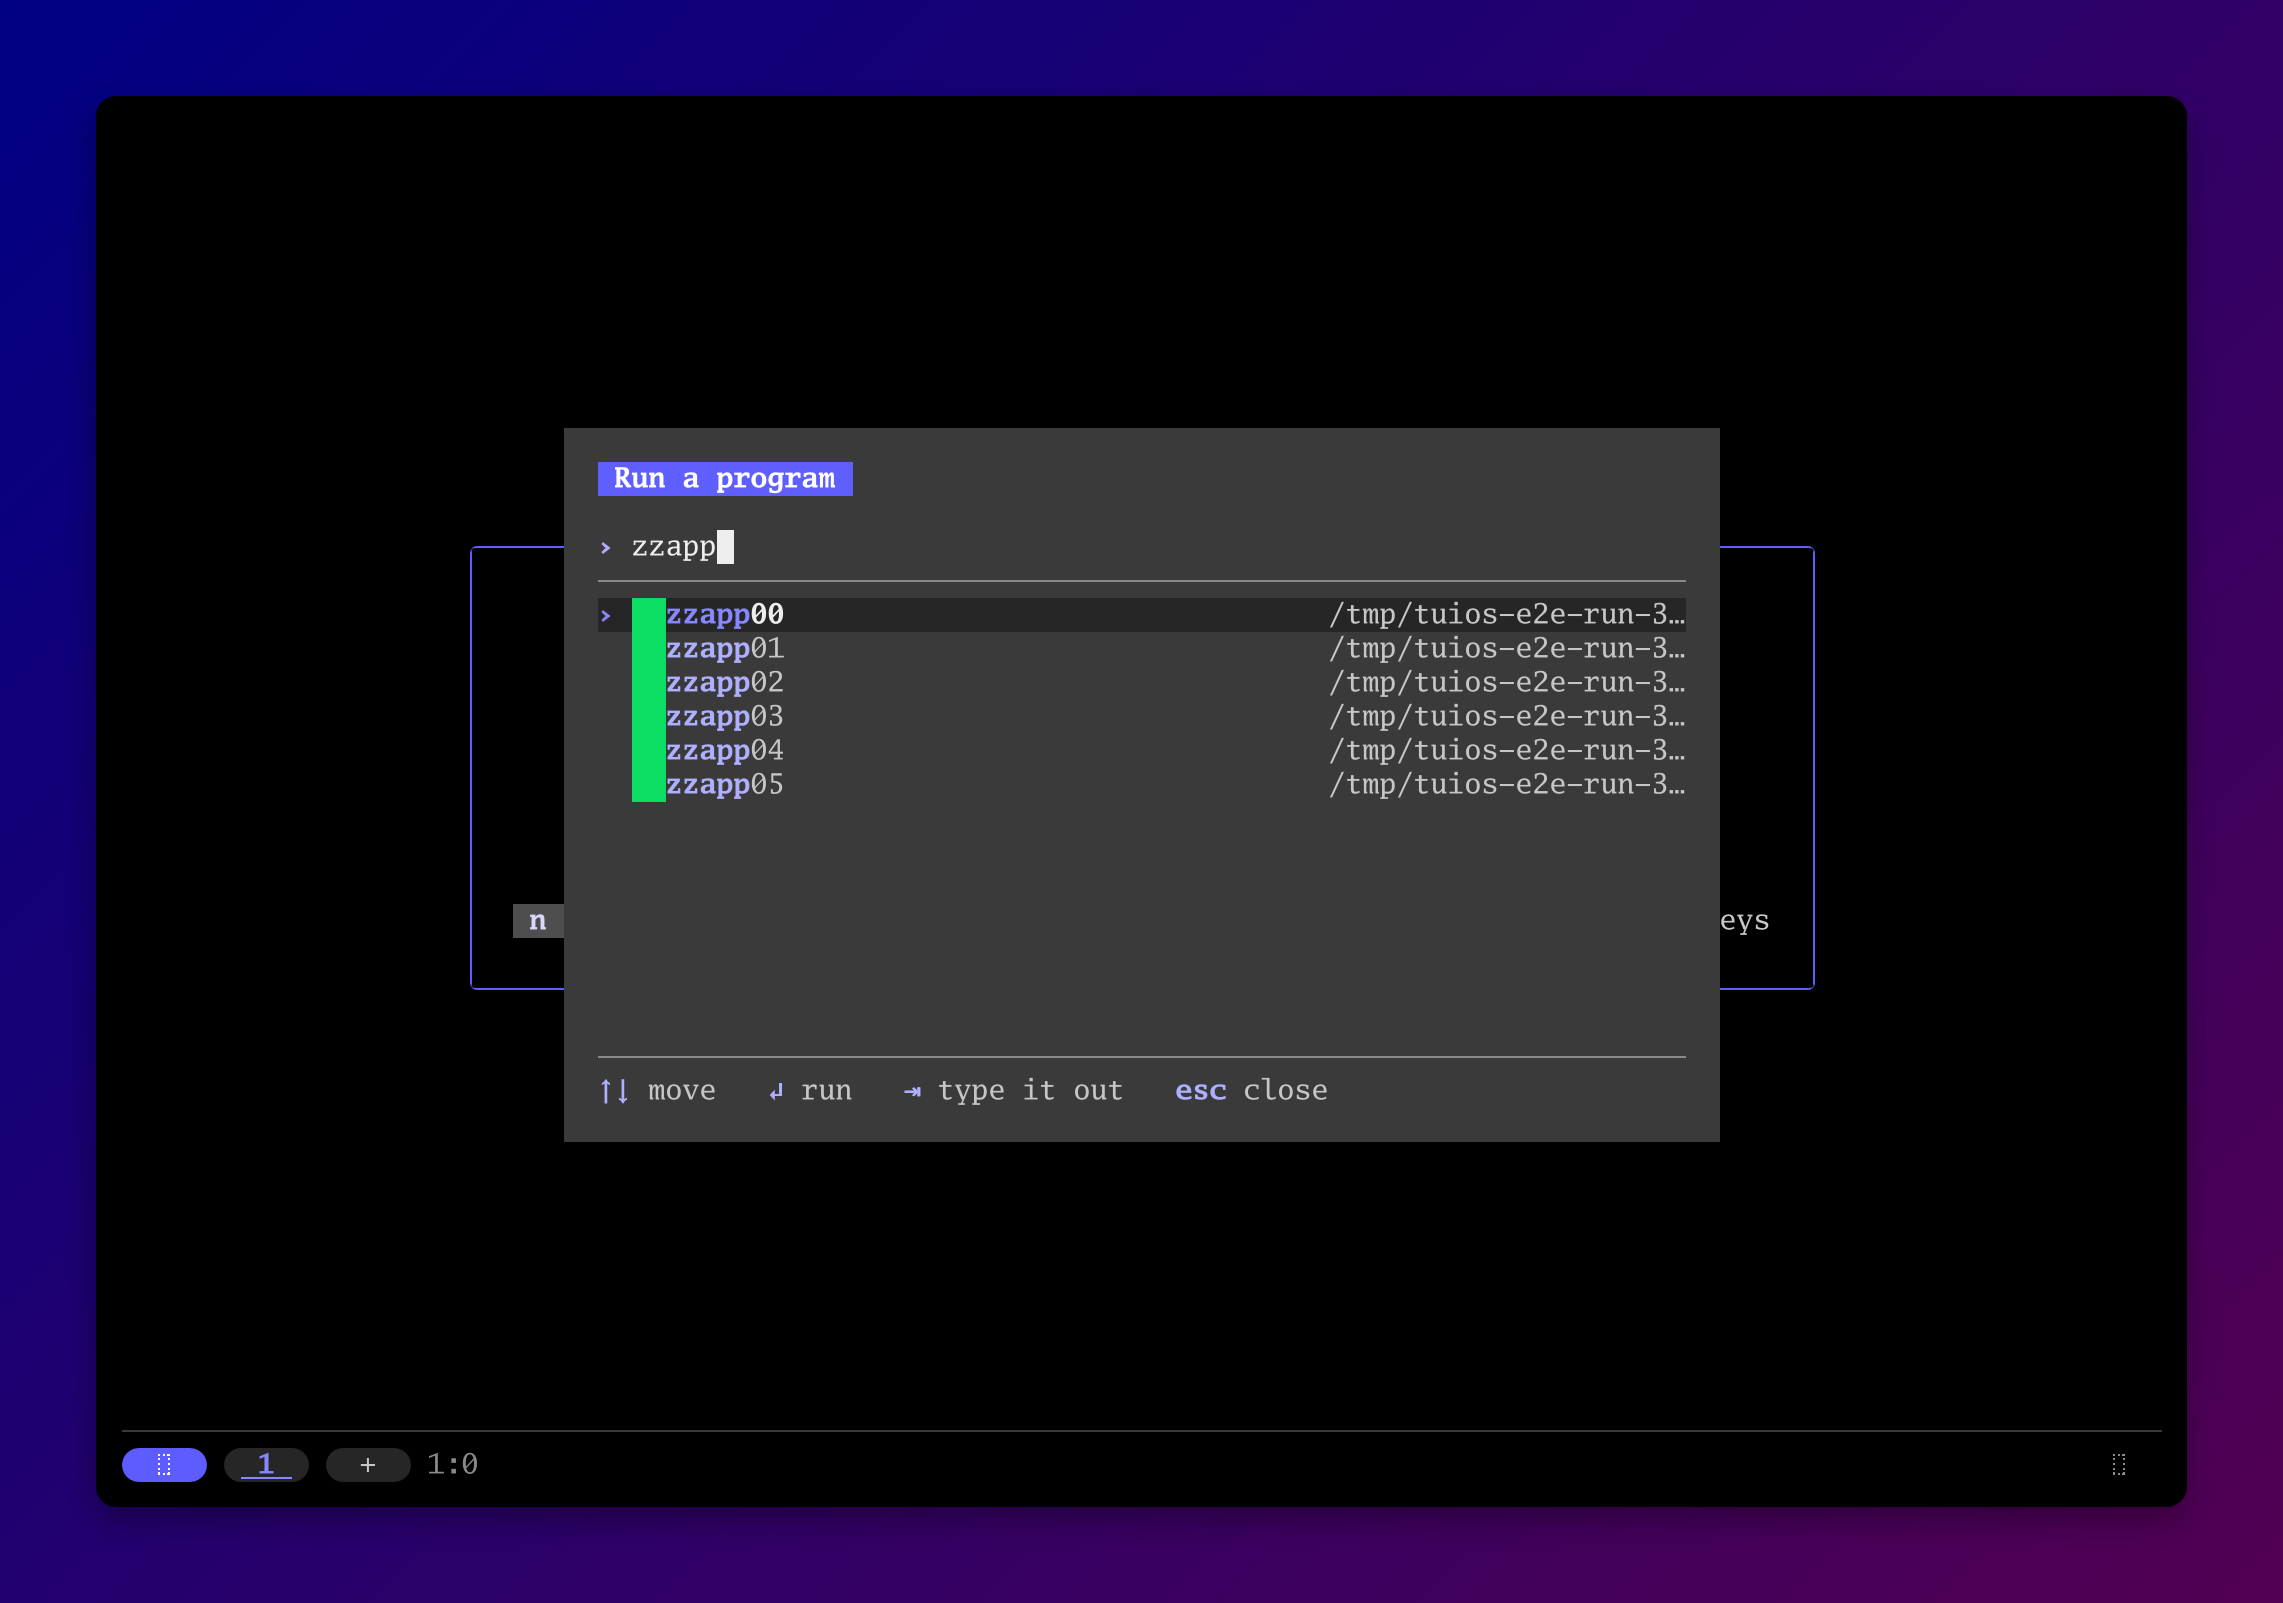 Run a program
› zzapp
› zzapp00 /tmp/tuios-e2e-run-3…
zzapp01 /tmp/tuios-e2e-run-3…
zzapp02 /tmp/tuios-e2e-run-3…
zzapp03 /tmp/tuios-e2e-run-3…
zzapp04 /tmp/tuios-e2e-run-3…
zzapp05 /tmp/tuios-e2e-run-3…
n eys
↑↓ move ↲ run ⇥ type it out esc close
1 + 1:0